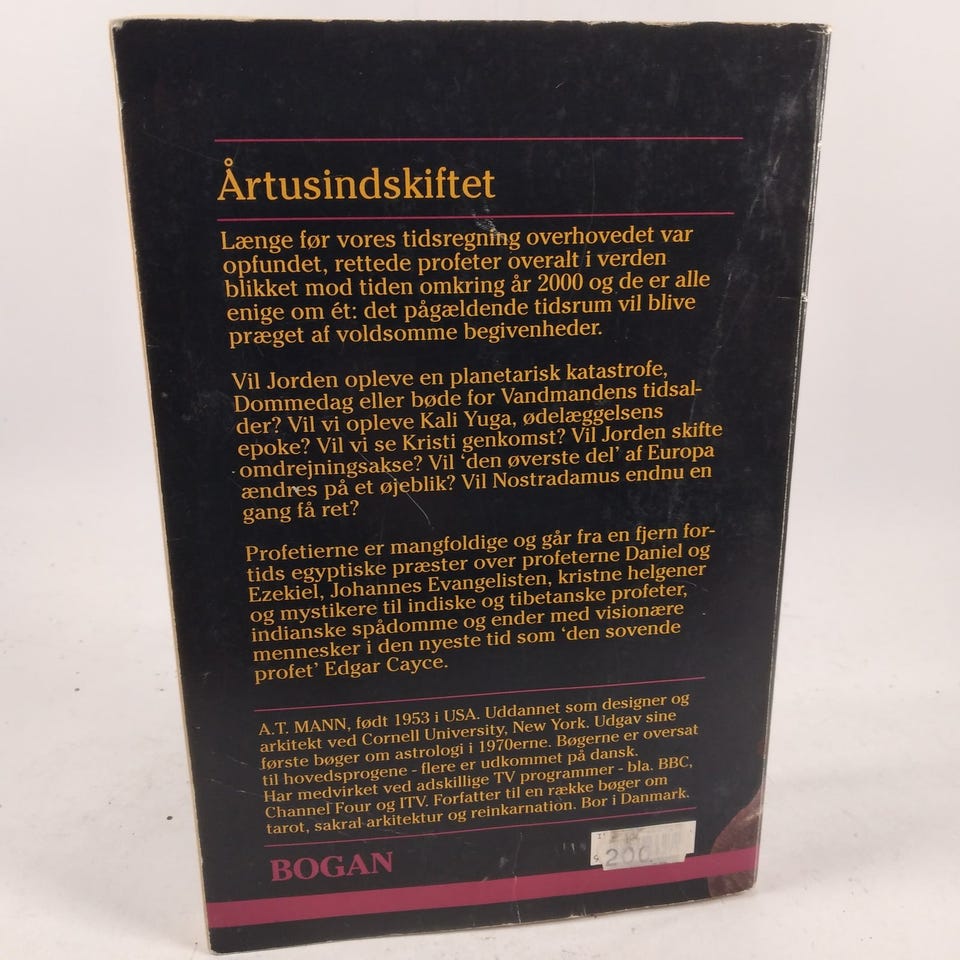 Årtusindskiftet
Længe før vores tidsregning overhovedet var
opfundet, rettede profeter overalt i verden
blikket mod tiden omkring år 2000 og de er alle
enige om ét: det pågældende tidsrum vil blive
præget af voldsomme begivenheder.
Vil Jorden opleve en planetarisk katastrofe,
Dommedag eller bøde for Vandmandens tidsal-
der? Vil vi opleve Kali Yuga, ødelæggelsens
epoke? Vil vi se Kristi genkomst? Vil Jorden skifte
omdrejningsakse? Vil 'den øverste del' af Europa
ændres på et øjeblik? Vil Nostradamus endnu en
gang få ret?
Profetierne er mangfoldige og går fra en fjern for-
tids egyptiske præster over profeterne Daniel og
Ezekiel, Johannes Evangelisten, kristne helgener
og mystikere til indiske og tibetanske profeter,
indianske spådomme og ender med visionære
mennesker i den nyeste tid som 'den sovende
profet' Edgar Cayce.
A.T. MANN, født 1953 i USA. Uddannet som designer og
arkitekt ved Cornell University, New York. Udgav sine
første bøger om astrologi i 1970erne. Bøgerne er oversat
til hovedsprogene - flere er udkommet på dansk.
Har medvirket ved adskillige TV programmer - bla. BBC,
Channel Four og ITV. Forfatter til en række bøger om
tarot, sakral arkitektur og reinkarnation. Bor i Danmark.
BOGAN
200